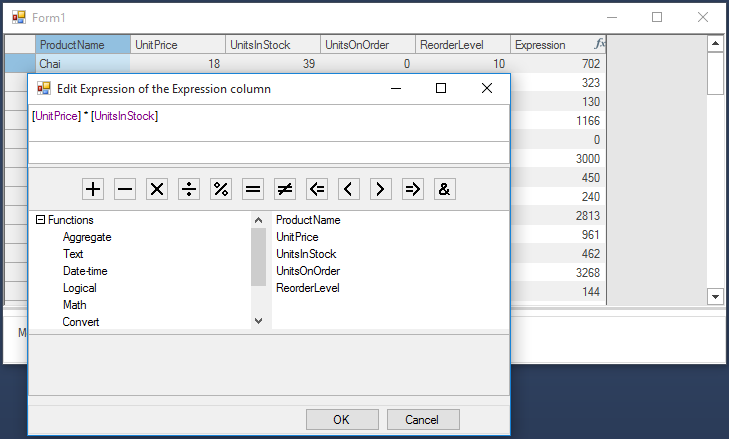 Form1
ProductName UnitPrice UnitsInStock UnitsOnOrder ReorderLevel Expression fx
Chai 18 39 0 10 702
323
130
1166
0
3000
450
240
2813
961
462
3268
144
M
Edit Expression of the Expression column
[UnitPrice] * [UnitsInStock]
+ − × ÷ % = ≠ <= < > => &
Functions
Aggregate
Text
Date-time
Logical
Math
Convert
ProductName
UnitPrice
UnitsInStock
UnitsOnOrder
ReorderLevel
OK Cancel